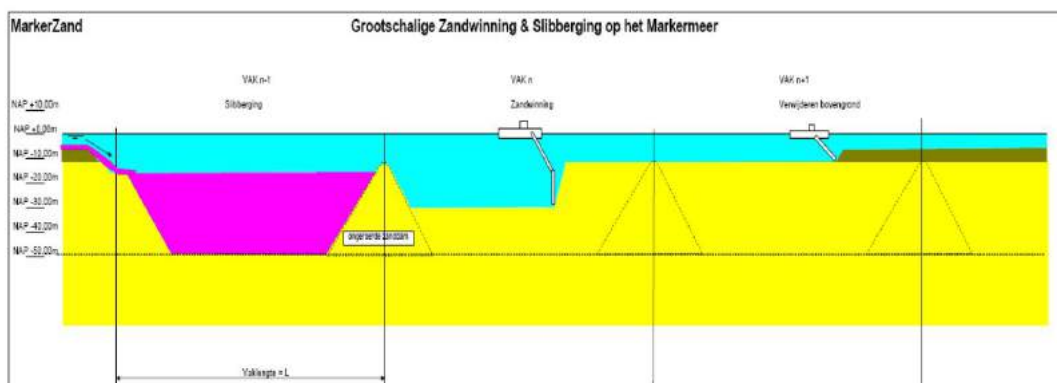 MarkerZand
Grootschalige Zandwinning & Slibberging op het Markermeer
VAK n-1
VAK n
VAK n+1
Slibberging
Zandwinning
Verwijderen bovengrond
NAP +10,00m
NAP +0,00m
NAP -10,00m
NAP -20,00m
NAP -30,00m
NAP -40,00m
NAP -50,00m
ongeroerde zanddam
Vaklengte = L